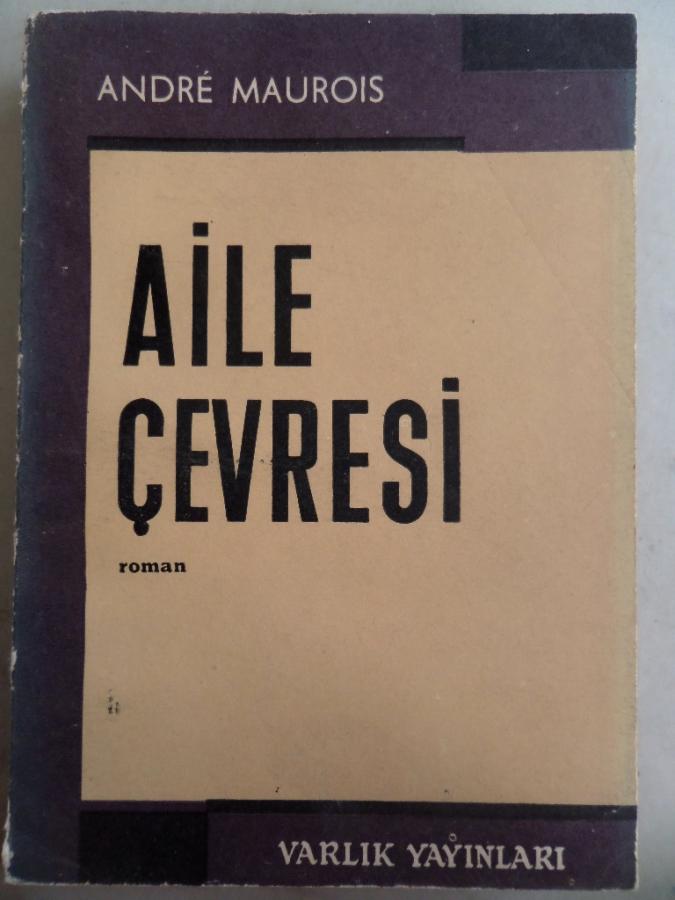 ANDRÉ MAUROIS
AİLE
ÇEVRESİ
roman
VARLIK YAYINLARI